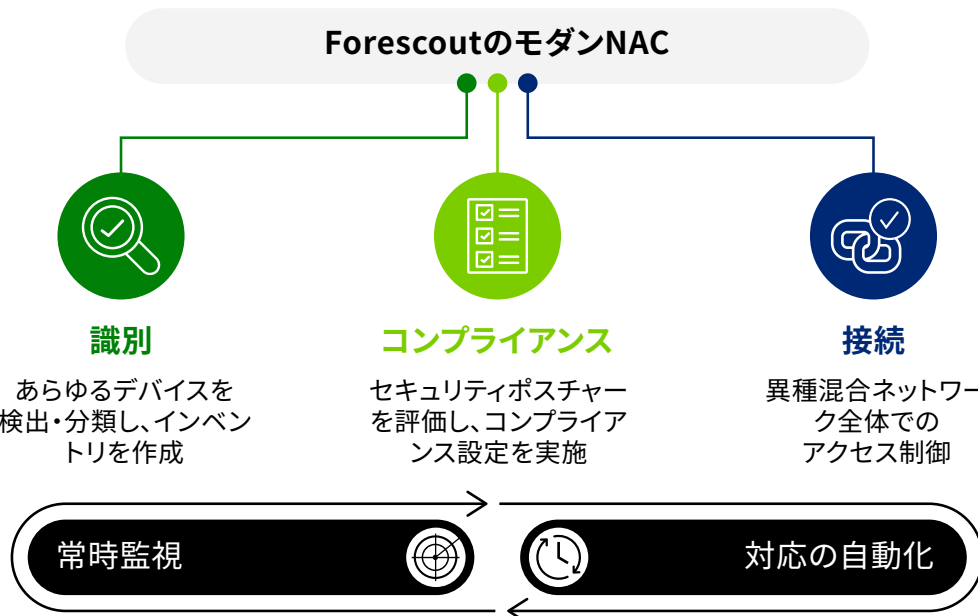 ForescoutのモダンNAC
識別
あらゆるデバイスを
検出・分類し、インベン
トリを作成
コンプライアンス
セキュリティポスチャー
を評価し、コンプライア
ンス設定を実施
接続
異種混合ネットワー
ク全体での
アクセス制御
常時監視
対応の自動化